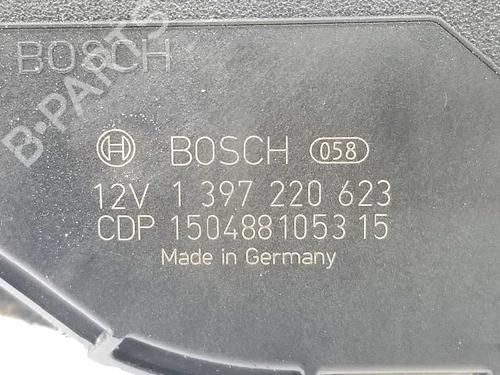 BOSCH
B-PARTS
BOSCH 058
12V 1 397 220 623
CDP 150488105315
Made in Germany